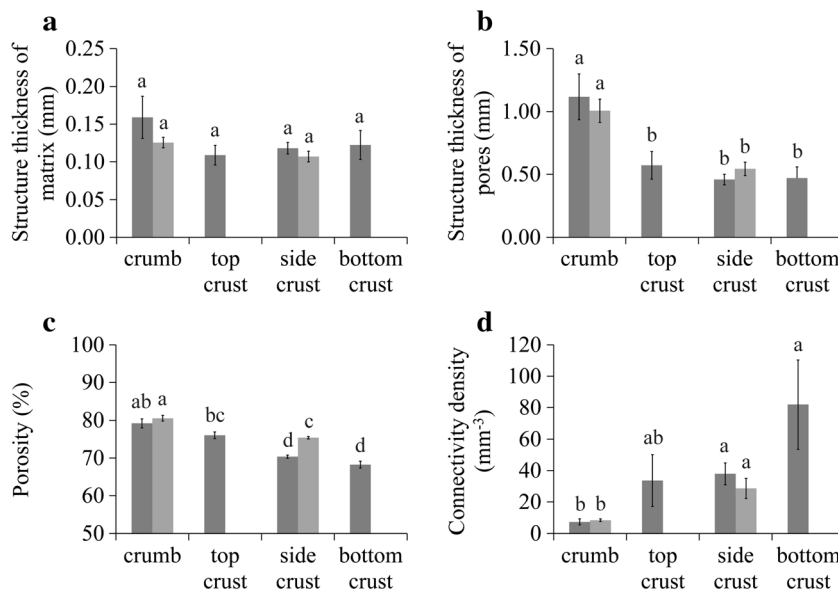 a
Structure thickness of
matrix (mm)
0.25
0.20
0.15
0.10
0.05
0.00
a
a
a
a
a
a
crumb
top
crust
side
crust
bottom
crust
b
Structure thickness of
pores (mm)
1.50
1.00
0.50
0.00
a
a
b
b
b
b
crumb
top
crust
side
crust
bottom
crust
c
Porosity (%)
100
90
80
70
60
50
ab
a
bc
d
c
d
crumb
top
crust
side
crust
bottom
crust
d
Connectivity density
(mm⁻³)
120
100
80
60
40
20
0
b
b
ab
a
a
a
crumb
top
crust
side
crust
bottom
crust